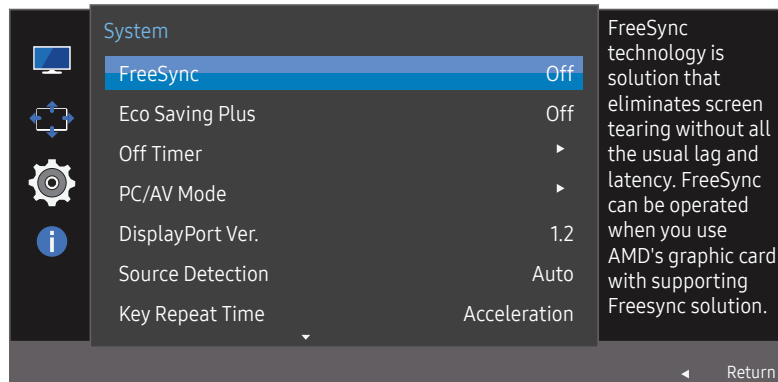 System
FreeSync Off
Eco Saving Plus Off
Off Timer
PC/AV Mode
DisplayPort Ver. 1.2
Source Detection Auto
Key Repeat Time Acceleration
FreeSync
technology is
solution that
eliminates screen
tearing without all
the usual lag and
latency. FreeSync
can be operated
when you use
AMD's graphic card
with supporting
Freesync solution.
Return